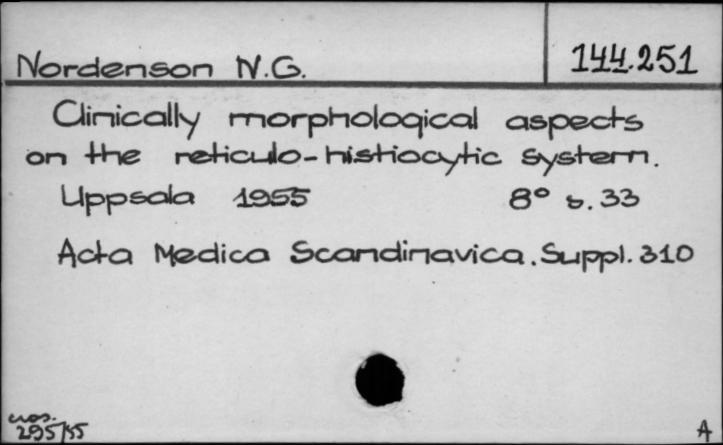 Nordenson N.G.
144.251
Clinically morphological aspects
on the reticulo-histiocytic system.
Uppsala 1955 8° s. 33
Acta Medica Scandinavica. Suppl. 310
295/55
A